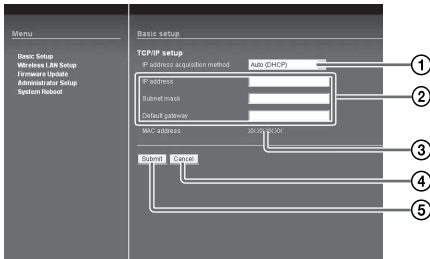 Menu
Basic Setup
Wireless LAN Setup
Firmware Update
Administrator Setup
System Reboot
Basic setup
TCP/IP setup
IP address acquisition method
Auto (DHCP)
1
IP address
Subnet mask
2
Default gateway
MAC address
3
Submit
Cancel
4
5